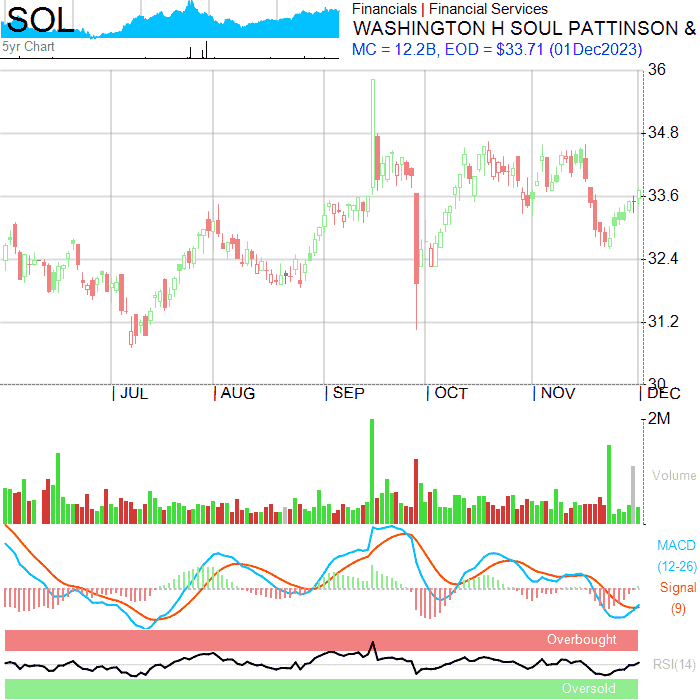 SOL
5yr Chart
Financials | Financial Services
WASHINGTON H SOUL PATTINSON &
MC = 12.2B, EOD = $33.71 (01Dec2023)
36
34.8
33.6
32.4
31.2
30
| JUL | AUG | SEP | OCT | NOV | DEC
2M
Volume
MACD
(12-26)
Signal
(9)
Overbought
RSI(14)
Oversold